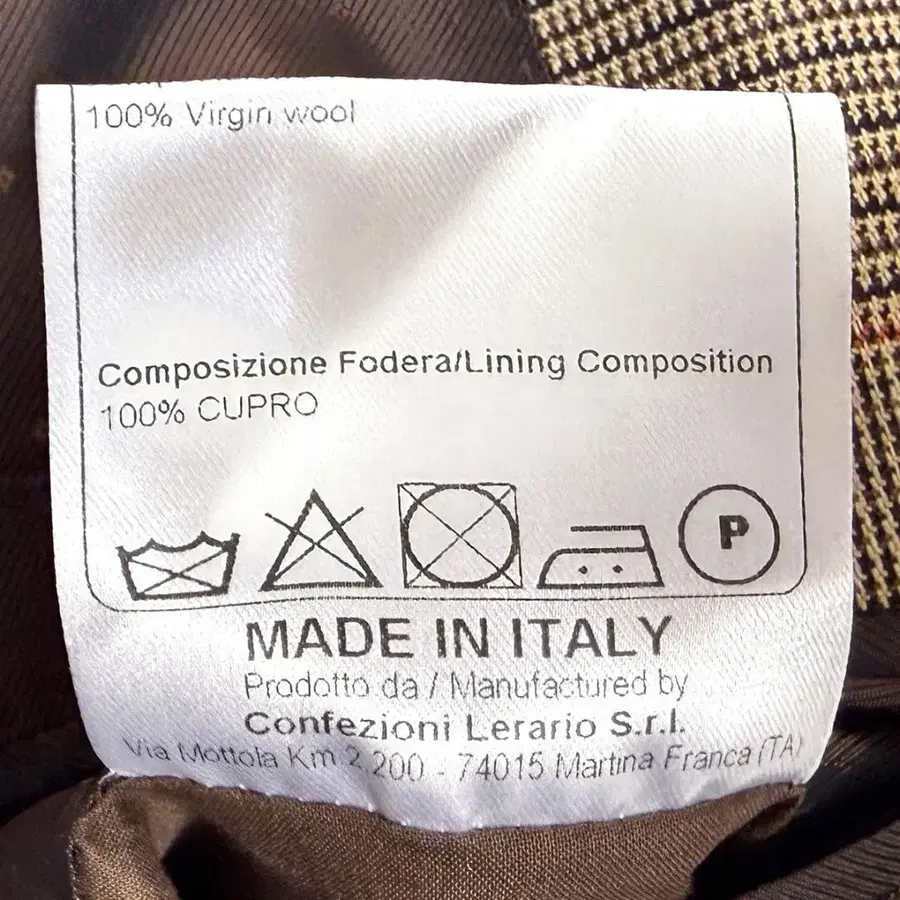 100% Virgin wool
Composizione Fodera/Lining Composition
100% CUPRO
P
MADE IN ITALY
Prodotto da / Manufactured by
Confezioni Lerario S.r.l.
Via Mottola Km 2,200 - 74015 Martina Franca (TA)